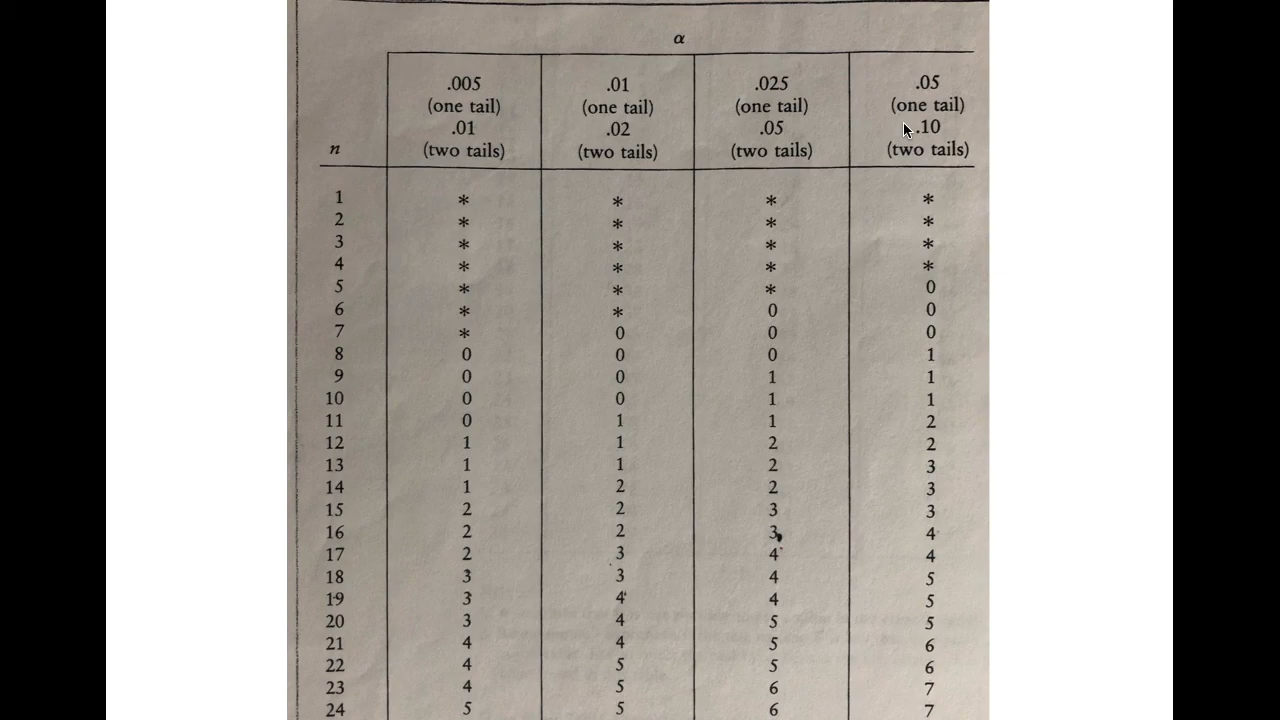 α
.005 .01 .025 .05
(one tail) (one tail) (one tail) (one tail)
.01 .02 .05 .10
n (two tails) (two tails) (two tails) (two tails)
1 * * * *
2 * * * *
3 * * * *
4 * * * *
5 * * * 0
6 * * 0 0
7 * 0 0 0
8 0 0 0 1
9 0 0 1 1
10 0 0 1 1
11 0 1 1 2
12 1 1 2 2
13 1 1 2 3
14 1 2 2 3
15 2 2 3 3
16 2 2 3 4
17 2 3 4 4
18 3 3 4 5
19 3 4 4 5
20 3 4 5 5
21 4 4 5 6
22 4 5 5 6
23 4 5 6 7
24 5 5 6 7